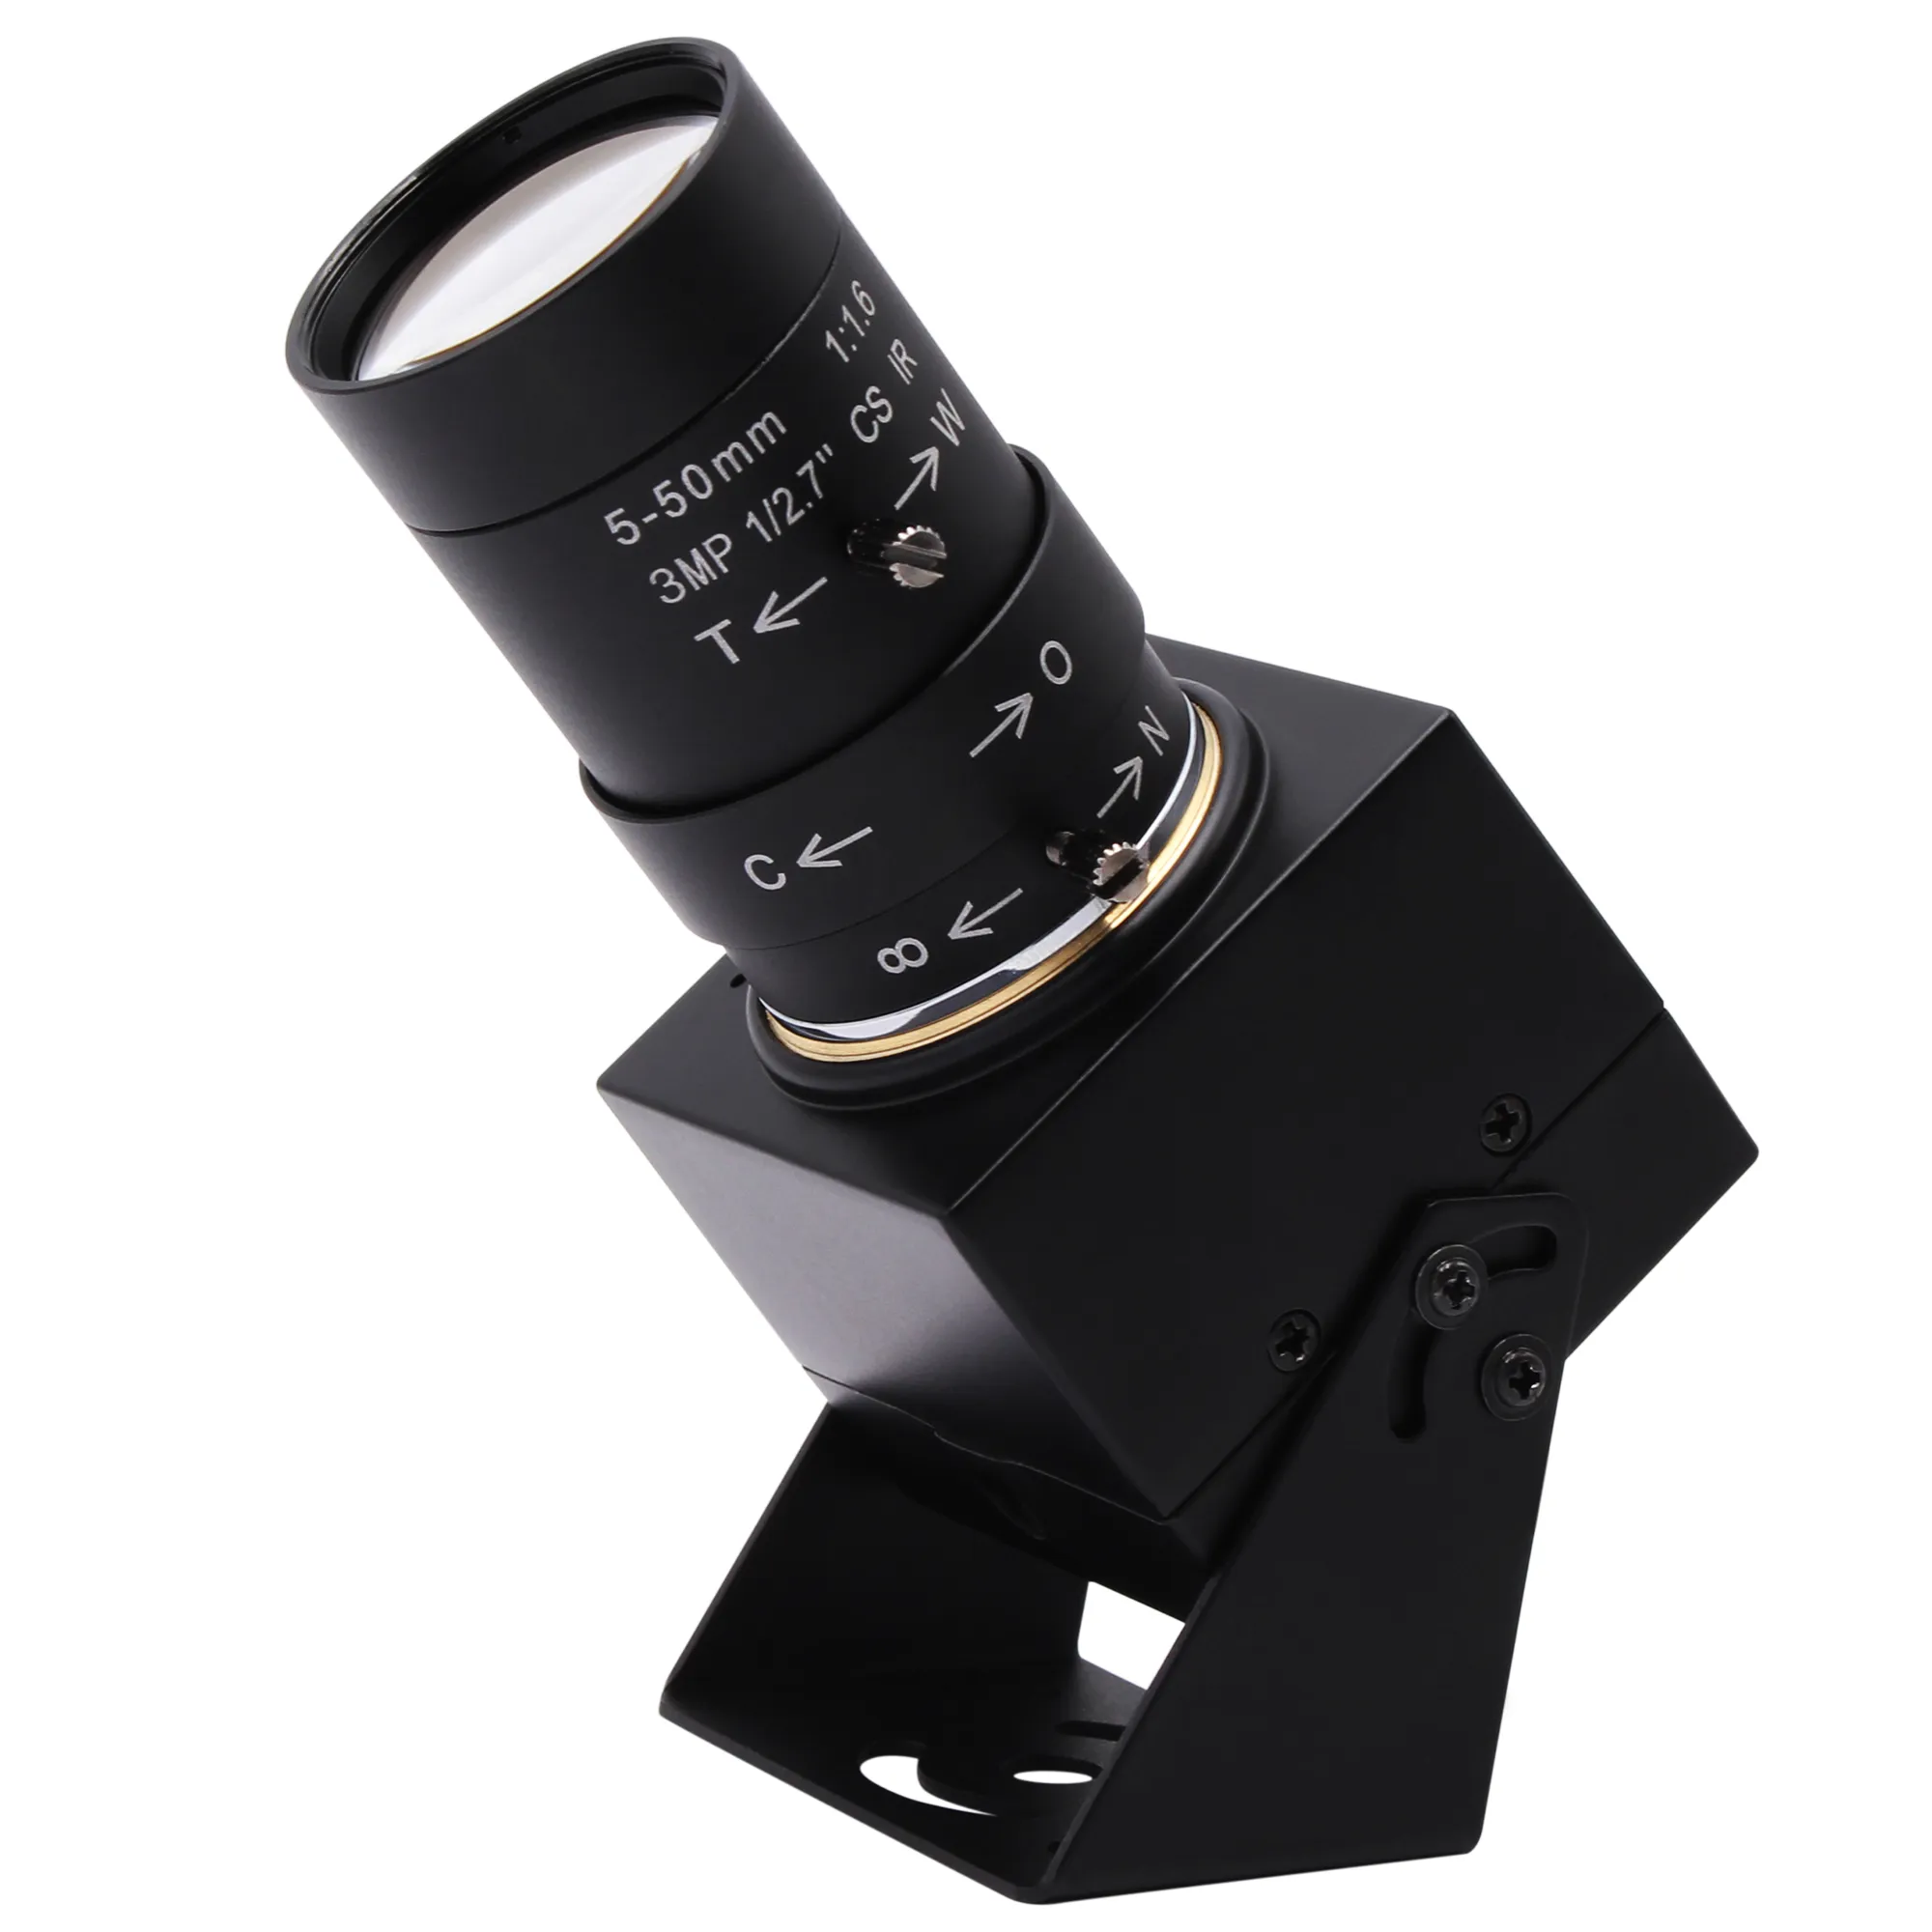 5-50mm 1:1.6
3MP 1/2.7" CS IR
T ← → W
C ← → O
∞ ← → N